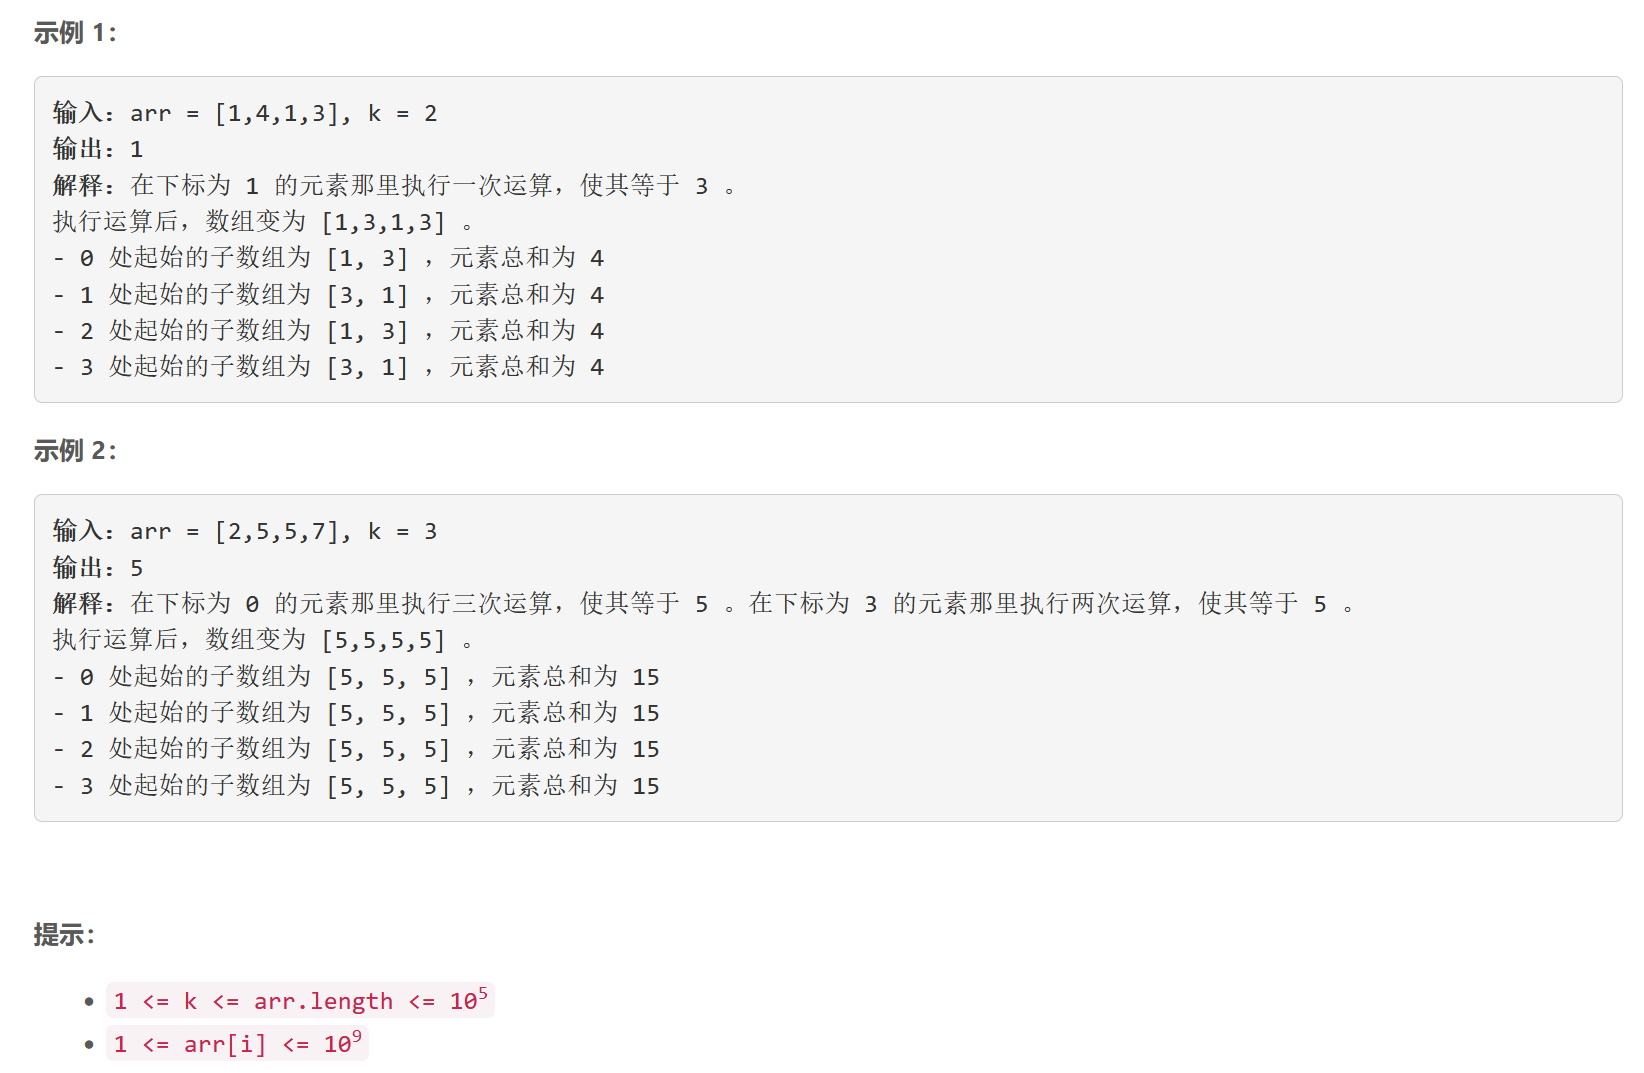 示例 1：
输入：arr = [1,4,1,3], k = 2
输出：1
解释：在下标为 1 的元素那里执行一次运算，使其等于 3 。
执行运算后，数组变为 [1,3,1,3] 。
- 0 处起始的子数组为 [1, 3] ，元素总和为 4
- 1 处起始的子数组为 [3, 1] ，元素总和为 4
- 2 处起始的子数组为 [1, 3] ，元素总和为 4
- 3 处起始的子数组为 [3, 1] ，元素总和为 4
示例 2：
输入：arr = [2,5,5,7], k = 3
输出：5
解释：在下标为 0 的元素那里执行三次运算，使其等于 5 。在下标为 3 的元素那里执行两次运算，使其等于 5 。
执行运算后，数组变为 [5,5,5,5] 。
- 0 处起始的子数组为 [5, 5, 5] ，元素总和为 15
- 1 处起始的子数组为 [5, 5, 5] ，元素总和为 15
- 2 处起始的子数组为 [5, 5, 5] ，元素总和为 15
- 3 处起始的子数组为 [5, 5, 5] ，元素总和为 15
提示：
• 1 <= k <= arr.length <= 10⁵
• 1 <= arr[i] <= 10⁹